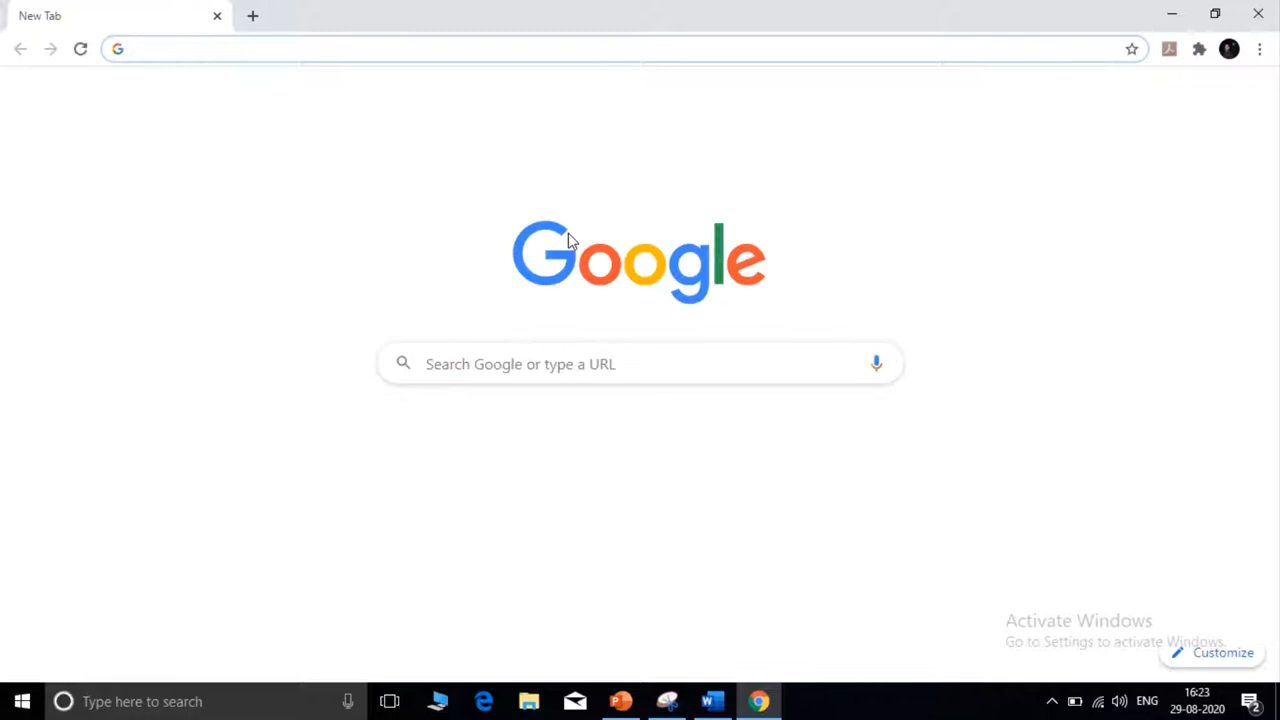 New Tab
Google
Search Google or type a URL
Activate Windows
Go to Settings to activate Windows.
Customize
Type here to search
ENG
16:23
29-08-2020
2